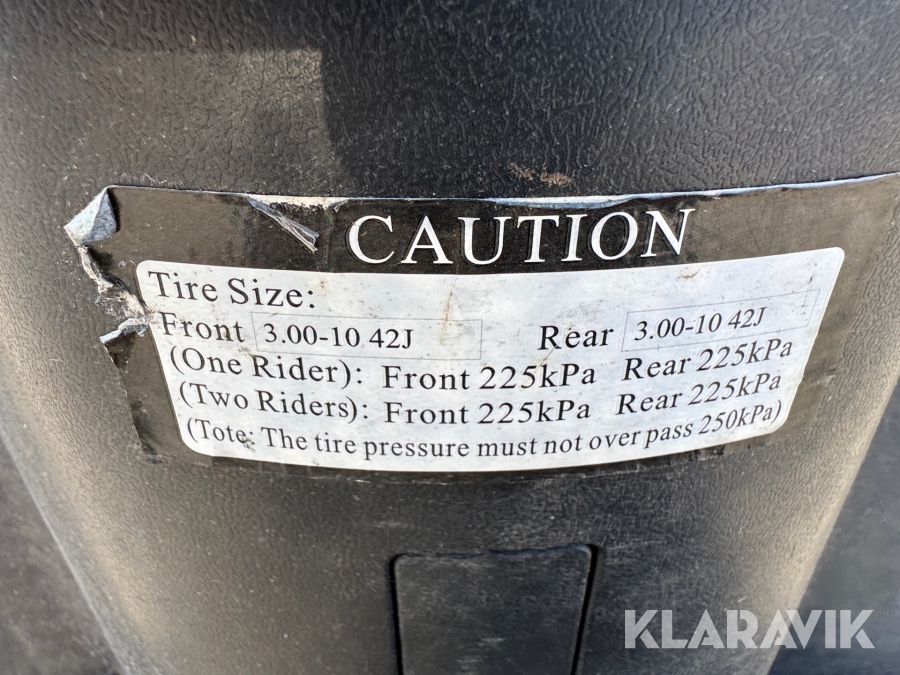 CAUTION
Tire Size:
Front 3.00-10 42J Rear 3.00-10 42J
(One Rider): Front 225kPa Rear 225kPa
(Two Riders): Front 225kPa Rear 225kPa
(Tote: The tire pressure must not over pass 250kPa)
KLARAVIK